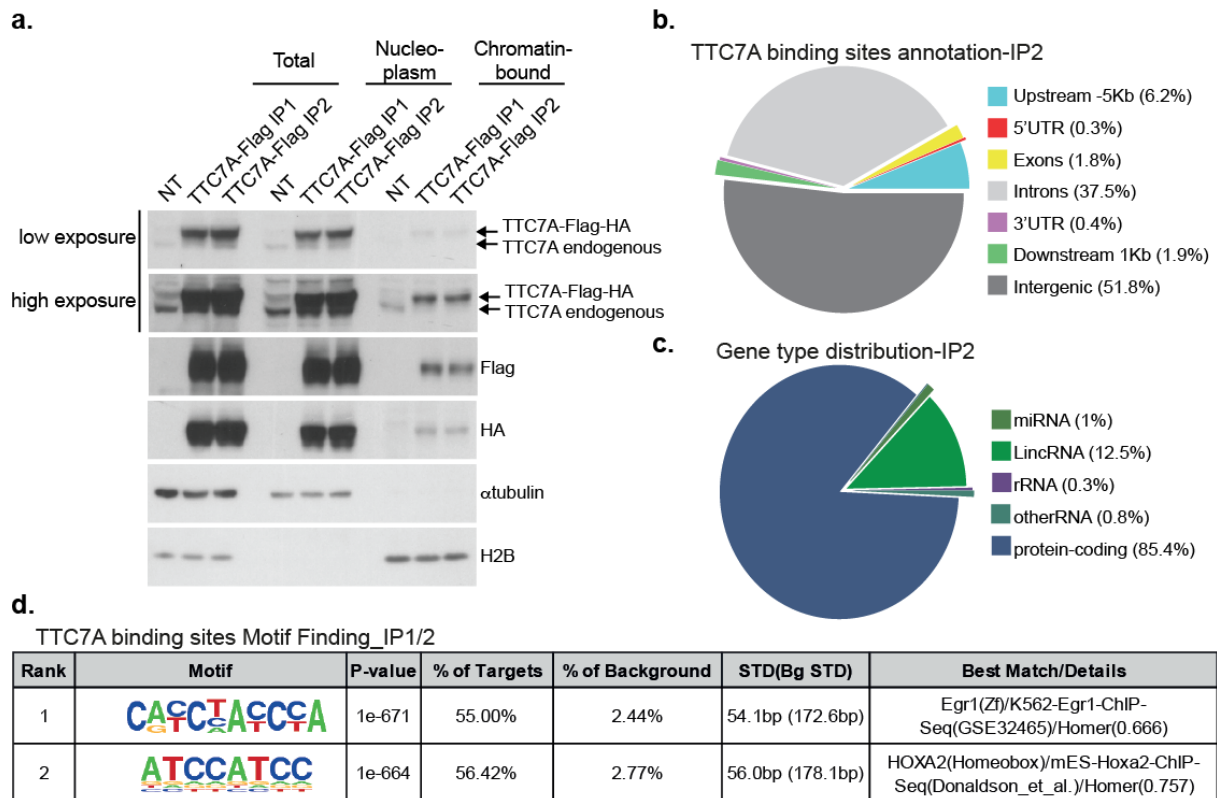 a.
Total
Nucleo-
plasm
Chromatin-
bound
NT
TTC7A-Flag IP1
TTC7A-Flag IP2
NT
TTC7A-Flag IP1
TTC7A-Flag IP2
NT
TTC7A-Flag IP1
TTC7A-Flag IP2
low exposure
TTC7A-Flag-HA
TTC7A endogenous
high exposure
TTC7A-Flag-HA
TTC7A endogenous
Flag
HA
αtubulin
H2B
b.
TTC7A binding sites annotation-IP2
Upstream -5Kb (6.2%)
5'UTR (0.3%)
Exons (1.8%)
Introns (37.5%)
3'UTR (0.4%)
Downstream 1Kb (1.9%)
Intergenic (51.8%)
c.
Gene type distribution-IP2
miRNA (1%)
LincRNA (12.5%)
rRNA (0.3%)
otherRNA (0.8%)
protein-coding (85.4%)
d.
TTC7A binding sites Motif Finding_IP1/2
Rank Motif P-value % of Targets % of Background STD(Bg STD) Best Match/Details
1 CACCTACCCA 1e-671 55.00% 2.44% 54.1bp (172.6bp) Egr1(Zf)/K562-Egr1-ChIP-
Seq(GSE32465)/Homer(0.666)
2 ATCCATCC 1e-664 56.42% 2.77% 56.0bp (178.1bp) HOXA2(Homeobox)/mES-Hoxa2-ChIP-
Seq(Donaldson_et_al.)/Homer(0.757)